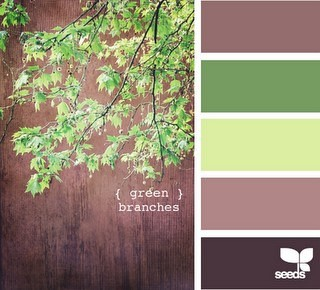 { green }
branches
seeds